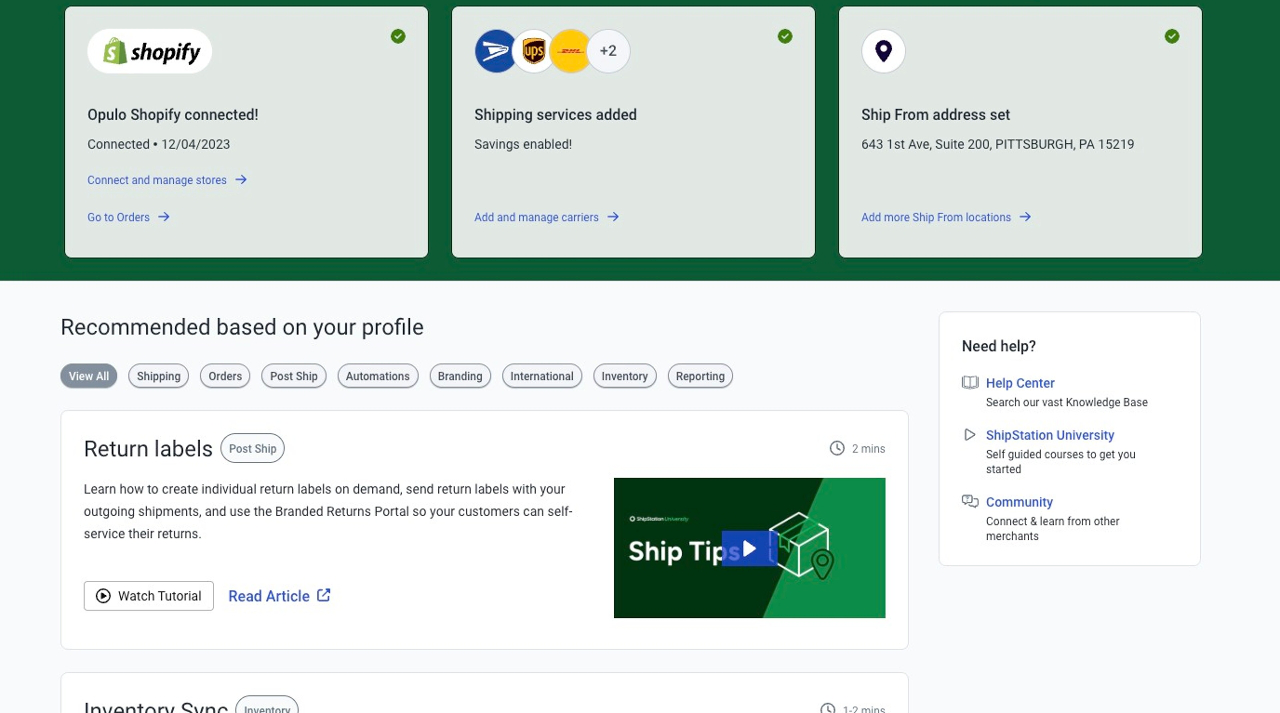 shopify
ups
DHL
+2
Opulo Shopify connected!
Shipping services added
Ship From address set
Connected • 12/04/2023
Savings enabled!
643 1st Ave, Suite 200, PITTSBURGH, PA 15219
Connect and manage stores
Go to Orders
Add and manage carriers
Add more Ship From locations
Recommended based on your profile
View All
Shipping
Orders
Post Ship
Automations
Branding
International
Inventory
Reporting
Return labels
Post Ship
2 mins
Learn how to create individual return labels on demand, send return labels with your
outgoing shipments, and use the Branded Returns Portal so your customers can self-
service their returns.
ShipStation University
Ship Tips
Watch Tutorial
Read Article
Inventory Sync
Inventory
1-2 mins
Need help?
Help Center
Search our vast Knowledge Base
ShipStation University
Self guided courses to get you
started
Community
Connect & learn from other
merchants